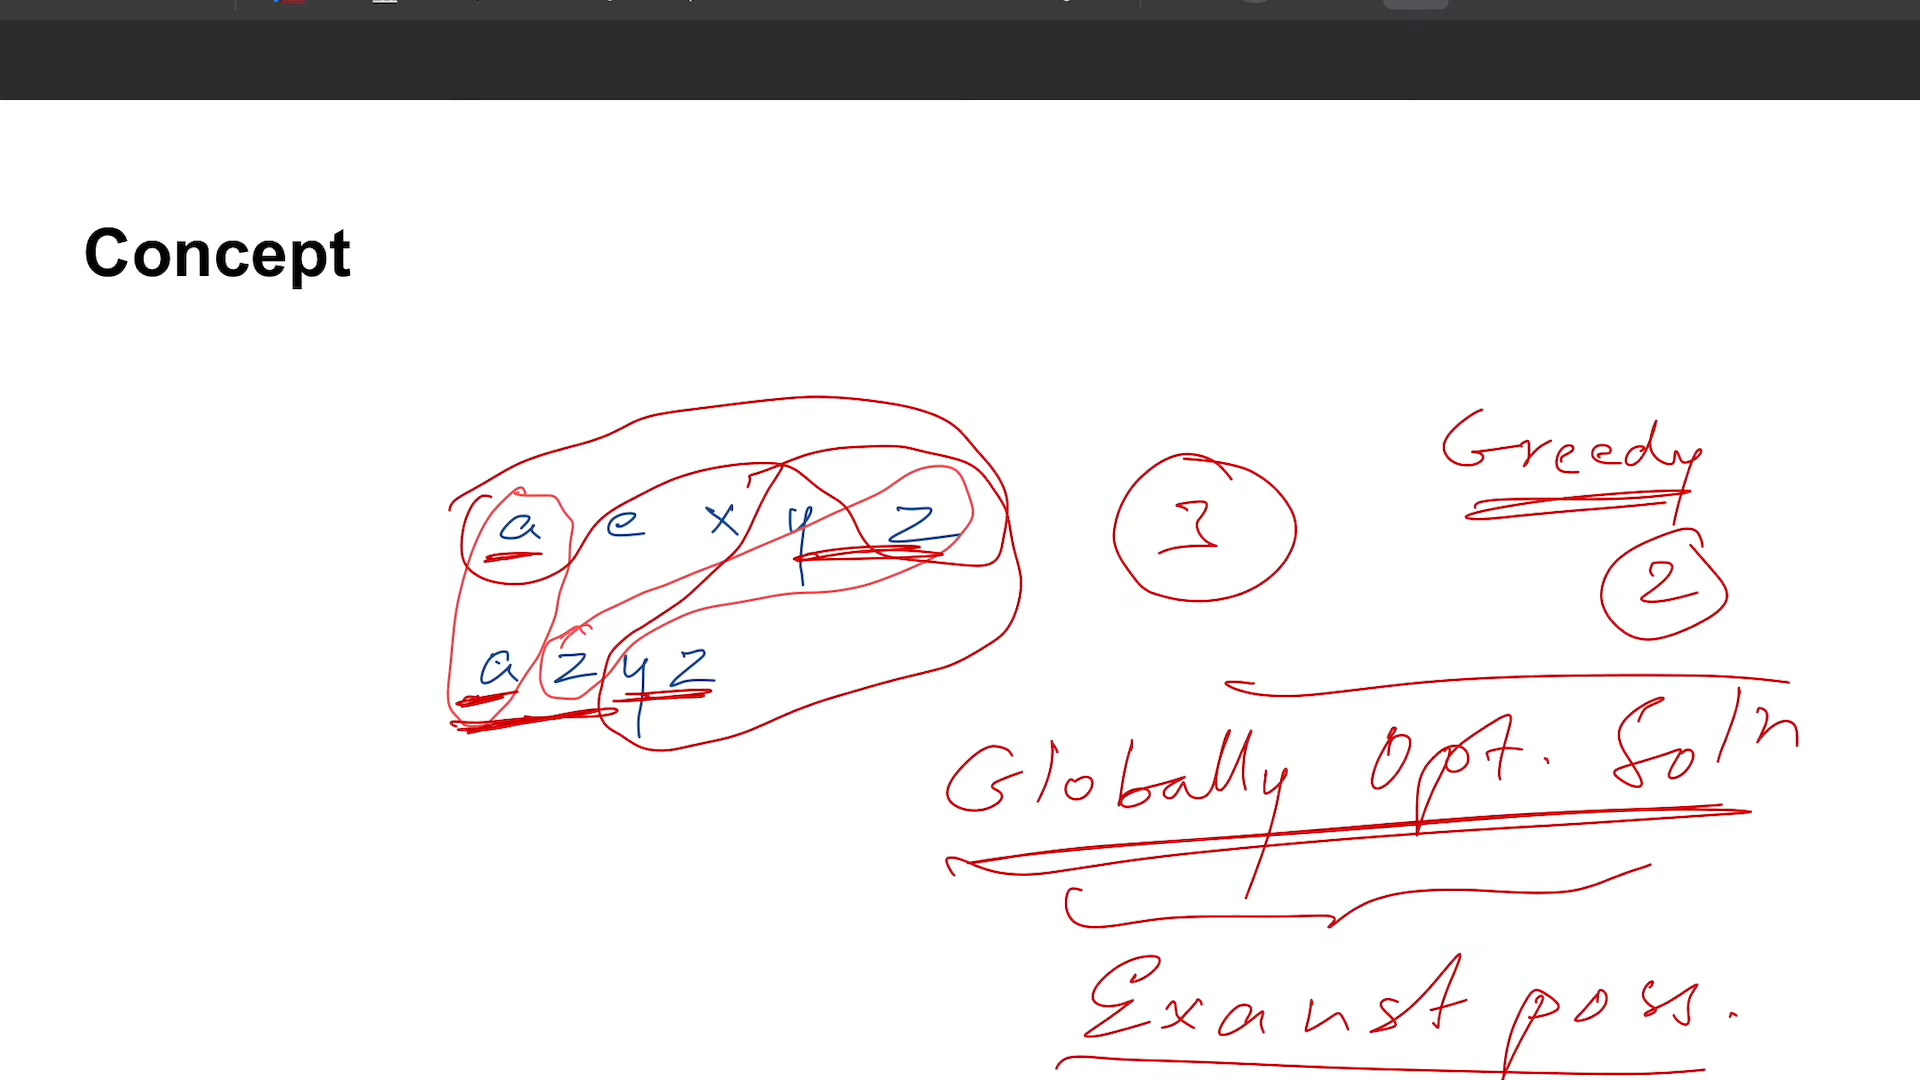 Concept
a e x y z
3
Greedy
2
a z y z
Globally Opt. Soln
Exaust poss.